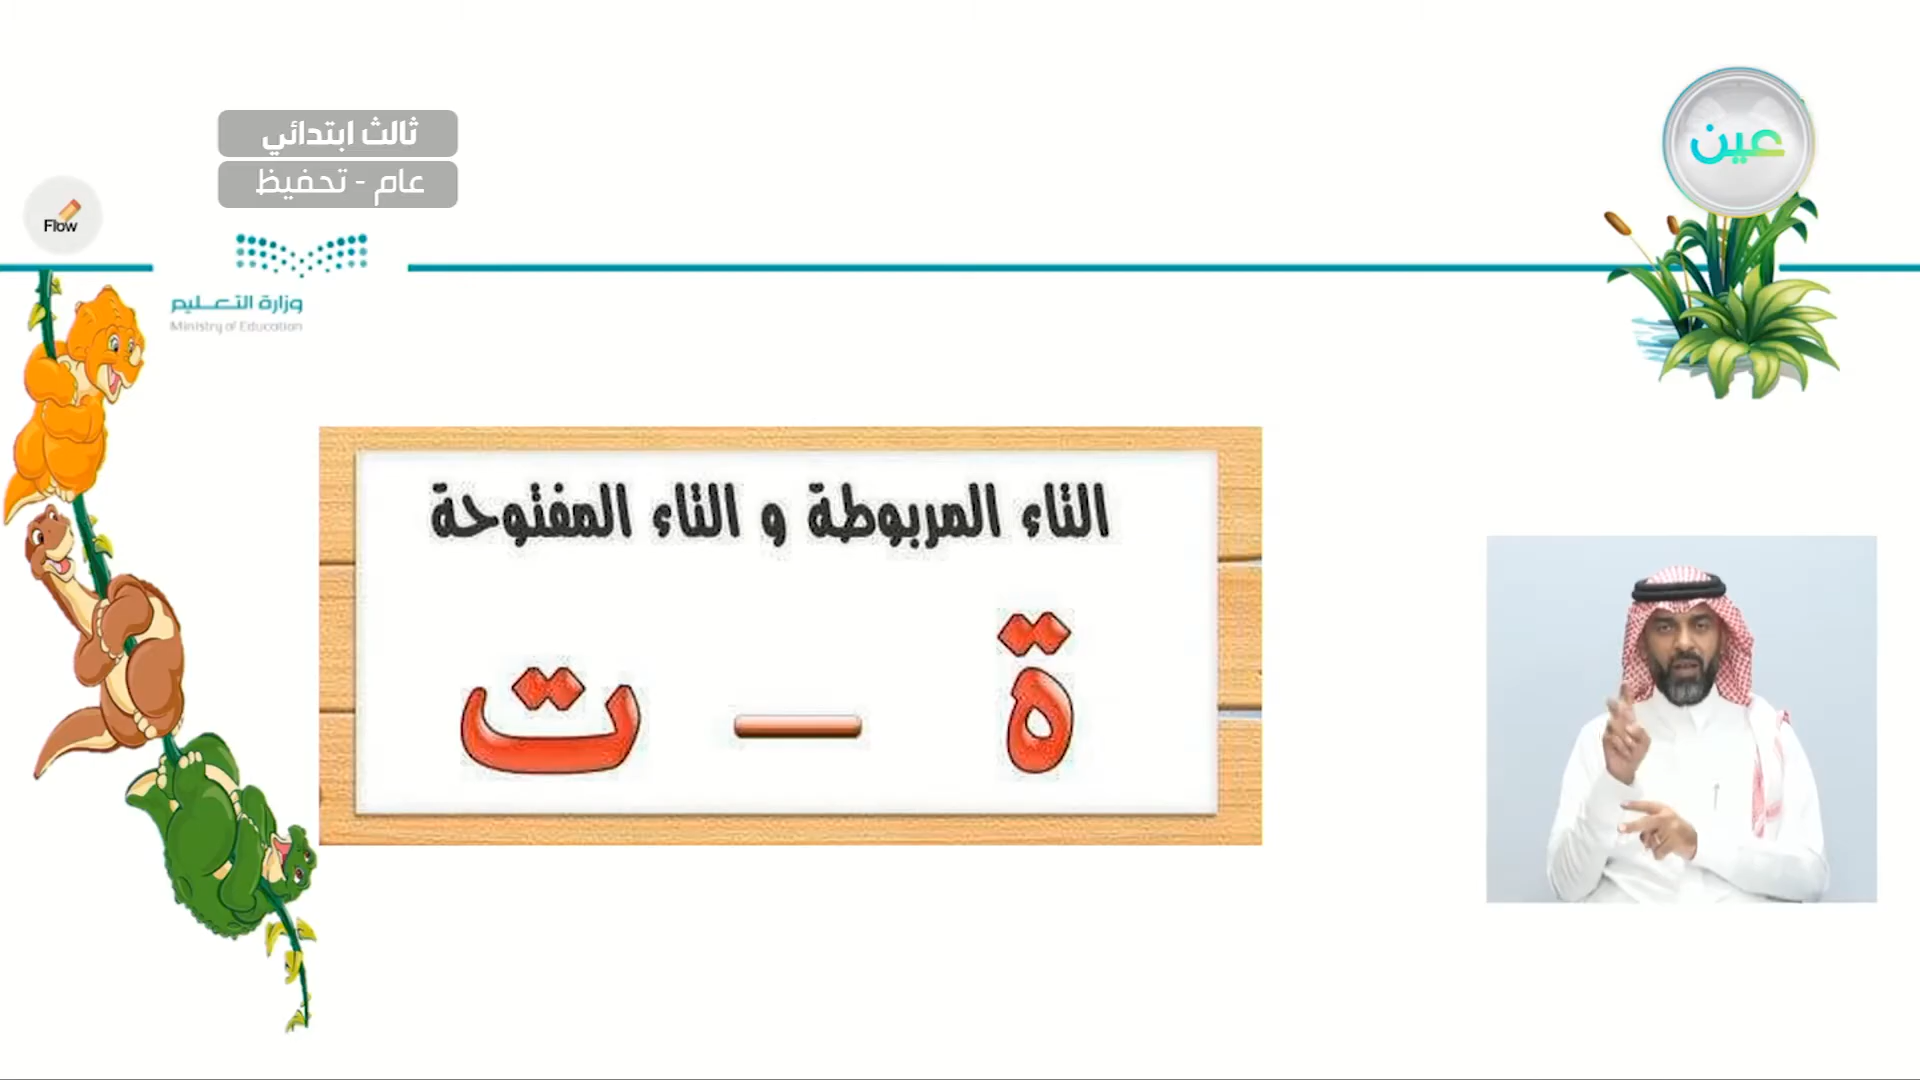 ثالث ابتدائي
عام - تحفيظ
عين
Flow
وزارة التعليم
Ministry of Education
التاء المربوطة و التاء المفتوحة
ة — ت